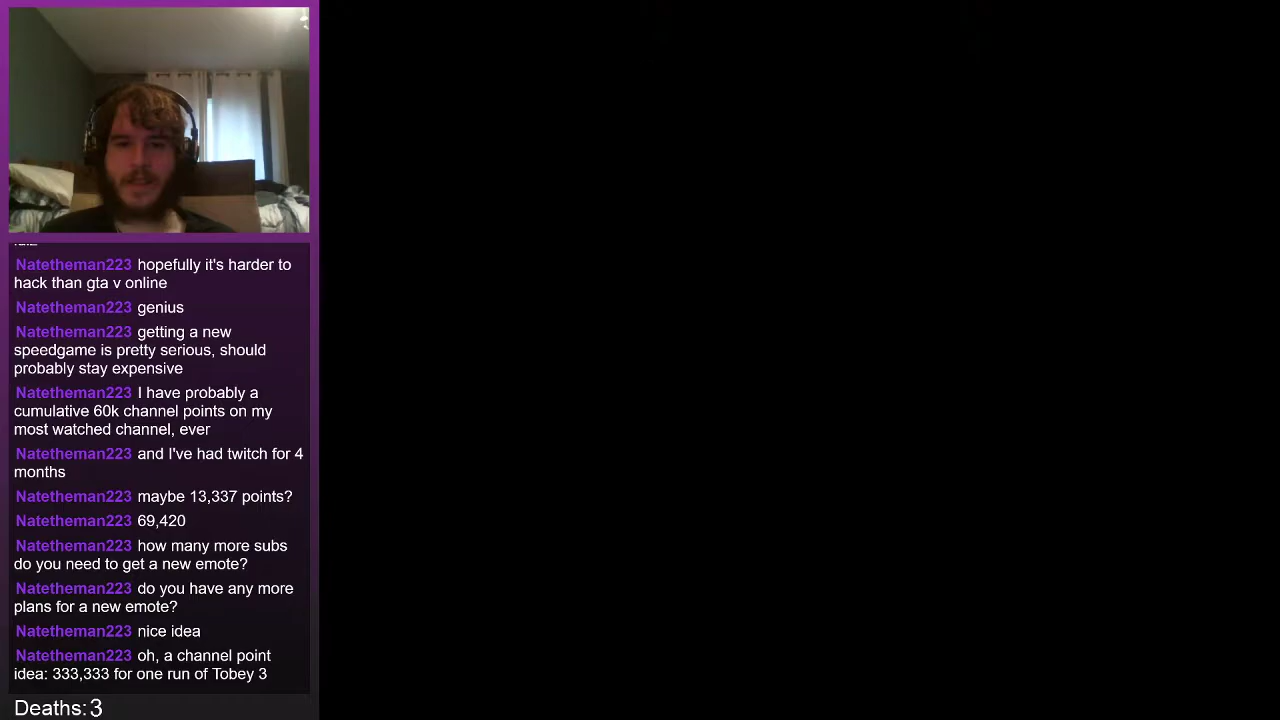 Natetheman223 hopefully it's harder to
hack than gta v online
Natetheman223 genius
Natetheman223 getting a new
speedgame is pretty serious, should
probably stay expensive
Natetheman223 I have probably a
cumulative 60k channel points on my
most watched channel, ever
Natetheman223 and I've had twitch for 4
months
Natetheman223 maybe 13,337 points?
Natetheman223 69,420
Natetheman223 how many more subs
do you need to get a new emote?
Natetheman223 do you have any more
plans for a new emote?
Natetheman223 nice idea
Natetheman223 oh, a channel point
idea: 333,333 for one run of Tobey 3
Deaths:3